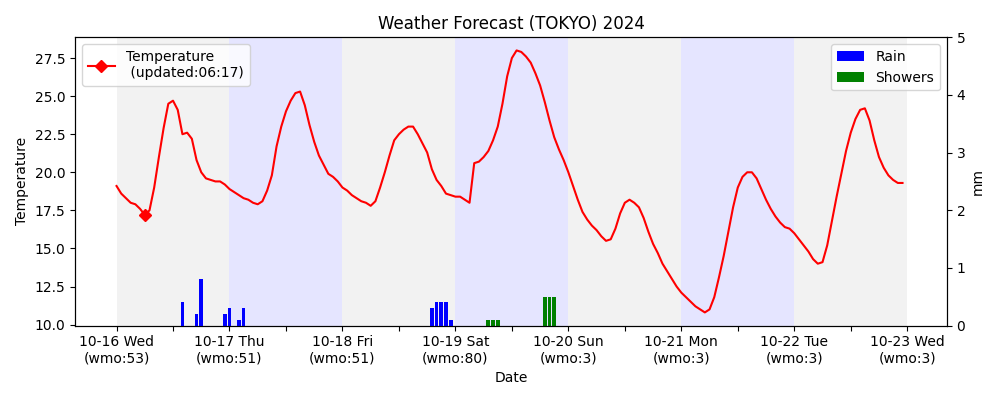 Weather Forecast (TOKYO) 2024
Temperature
(updated:06:17)
Rain
Showers
Temperature
27.5
25.0
22.5
20.0
17.5
15.0
12.5
10.0
5
4
3
2
1
0
mm
10-16 Wed
(wmo:53)
10-17 Thu
(wmo:51)
10-18 Fri
(wmo:51)
10-19 Sat
(wmo:80)
10-20 Sun
(wmo:3)
10-21 Mon
(wmo:3)
10-22 Tue
(wmo:3)
10-23 Wed
(wmo:3)
Date